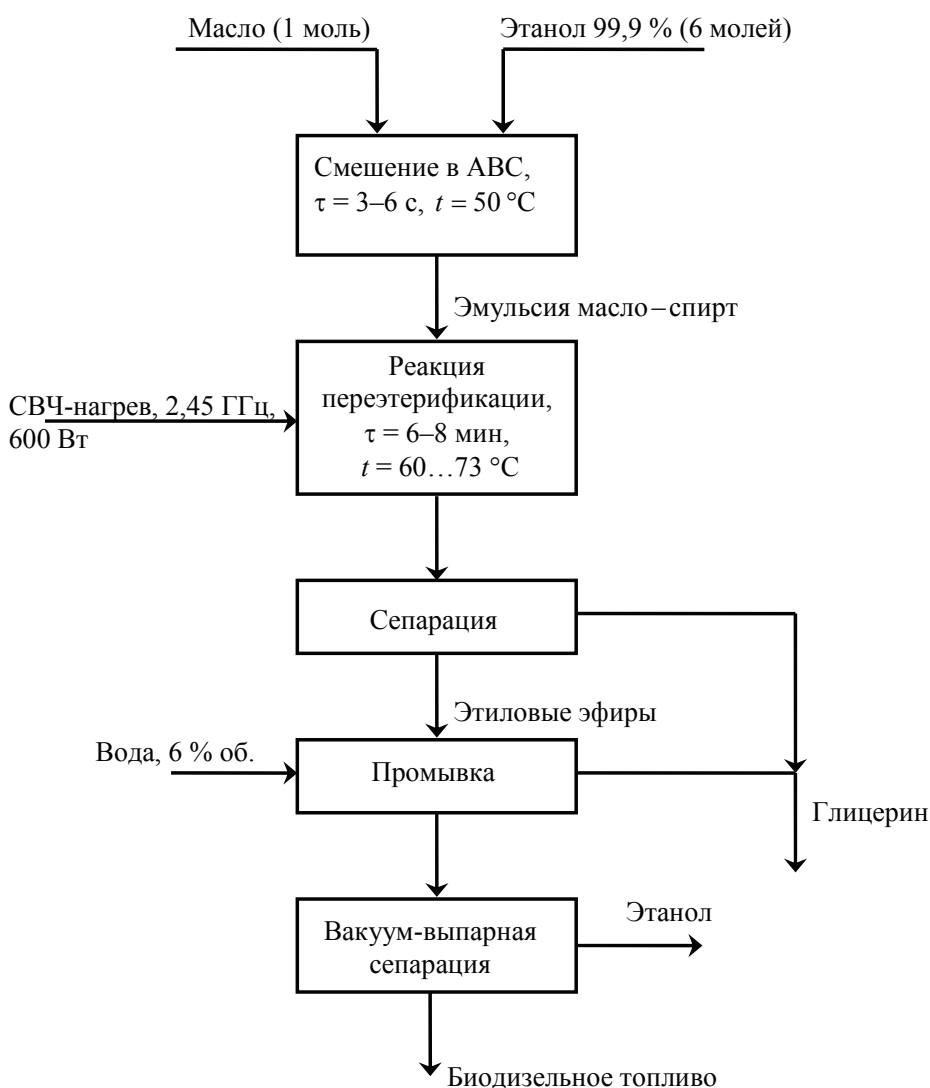 Масло (1 моль)
Этанол 99,9 % (6 молей)
Смешение в АВС,
τ = 3–6 с, t = 50 °С
Эмульсия масло–спирт
СВЧ-нагрев, 2,45 ГГц,
600 Вт
Реакция
переэтерификации,
τ = 6–8 мин,
t = 60…73 °С
Сепарация
Этиловые эфиры
Вода, 6 % об.
Промывка
Глицерин
Вакуум-выпарная
сепарация
Этанол
Биодизельное топливо